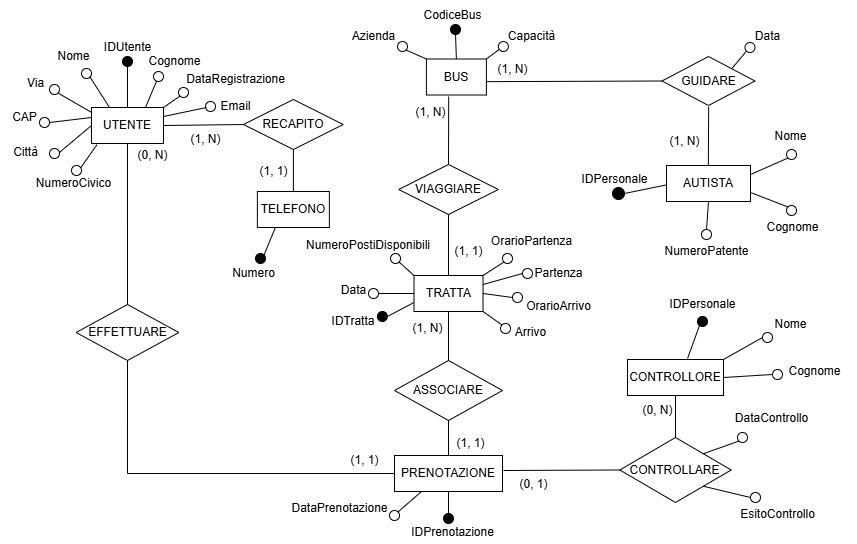 CodiceBus
Azienda
Capacità
Data
BUS
(1, N)
GUIDARE
(1, N)
(1, N)
IDUtente
Nome
Cognome
Via
DataRegistrazione
CAP
UTENTE
Email
Città
(0, N)
(1, N)
RECAPITO
NumeroCivico
(1, 1)
TELEFONO
Numero
Nome
IDPersonale
AUTISTA
Cognome
NumeroPatente
VIAGGIARE
(1, 1)
NumeroPostiDisponibili
OrarioPartenza
Partenza
Data
TRATTA
OrarioArrivo
IDTratta
Arrivo
(1, N)
EFFETTUARE
IDPersonale
Nome
CONTROLLORE
Cognome
ASSOCIARE
(0, N)
DataControllo
(1, 1)
(1, 1)
PRENOTAZIONE
(0, 1)
CONTROLLARE
DataPrenotazione
EsitoControllo
IDPrenotazione